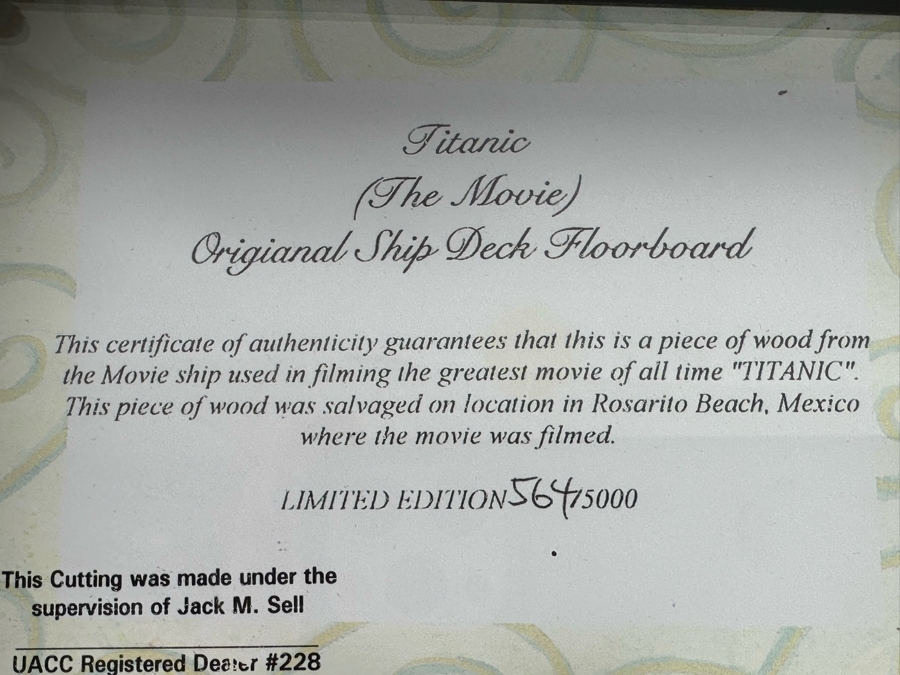 Titanic
(The Movie)
Origianal Ship Deck Floorboard
This certificate of authenticity guarantees that this is a piece of wood from
the Movie ship used in filming the greatest movie of all time "TITANIC".
This piece of wood was salvaged on location in Rosarito Beach, Mexico
where the movie was filmed.
LIMITED EDITION 564/5000
This Cutting was made under the
supervision of Jack M. Sell
UACC Registered Dealer #228